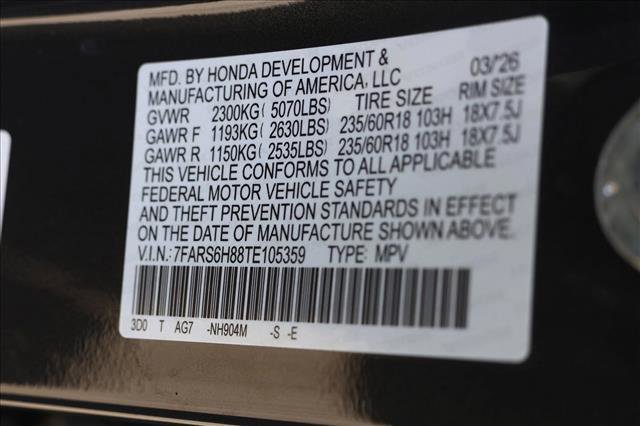 MFD. BY HONDA DEVELOPMENT &
MANUFACTURING OF AMERICA, LLC 03/26
GVWR 2300KG( 5070LBS) TIRE SIZE RIM SIZE
GAWR F 1193KG( 2630LBS) 235/60R18 103H 18X7.5J
GAWR R 1150KG( 2535LBS) 235/60R18 103H 18X7.5J
THIS VEHICLE CONFORMS TO ALL APPLICABLE
FEDERAL MOTOR VEHICLE SAFETY
AND THEFT PREVENTION STANDARDS IN EFFECT
ON THE DATE OF MANUFACTURE SHOWN ABOVE.
V.I.N.: 7FARS6H88TE105359 TYPE: MPV
3D0 T AG7 -NH904M -S -E